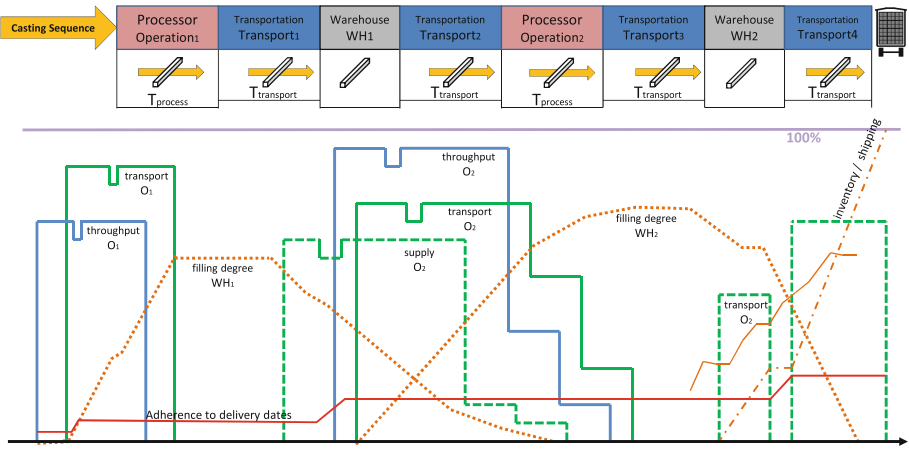 Casting Sequence
Processor
Operation₁
Transportation
Transport₁
Warehouse
WH1
Transportation
Transport₂
Processor
Operation₂
Transportation
Transport₃
Warehouse
WH2
Transportation
Transport4
Tprocess
Ttransport
Ttransport
Tprocess
Ttransport
Ttransport
100%
inventory / shipping
throughput
O₂
transport
O₁
transport
O₂
filling degree
WH₂
throughput
O₁
supply
O₂
filling degree
WH₁
transport
O₂
Adherence to delivery dates